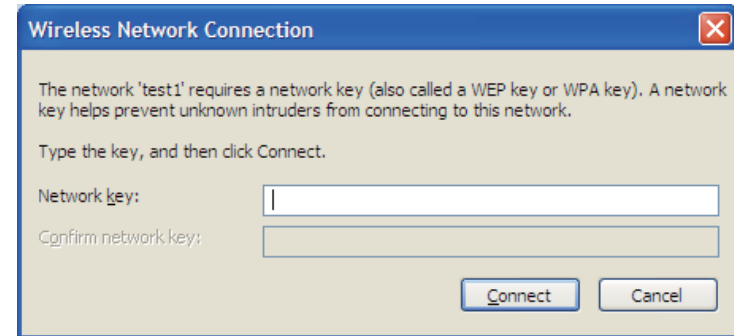 Wireless Network Connection
The network 'test1' requires a network key (also called a WEP key or WPA key). A network
key helps prevent unknown intruders from connecting to this network.
Type the key, and then click Connect.
Network key:
Confirm network key:
Connect Cancel